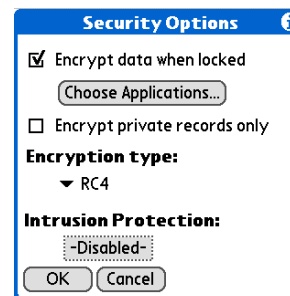 Security Options
Encrypt data when locked
Choose Applications...
Encrypt private records only
Encryption type:
RC4
Intrusion Protection:
-Disabled-
OK Cancel